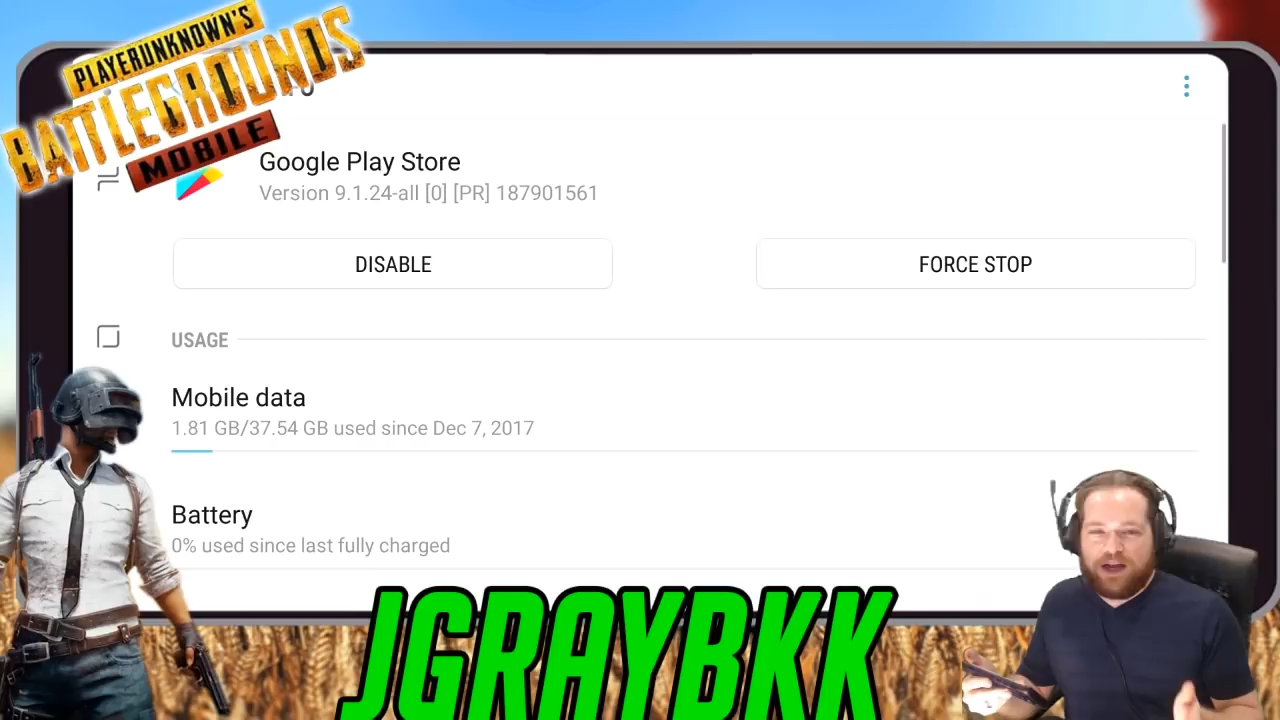 PLAYERUNKNOWN'S
BATTLEGROUNDS
MOBILE
Google Play Store
Version 9.1.24-all [0] [PR] 187901561
DISABLE
FORCE STOP
USAGE
Mobile data
1.81 GB/37.54 GB used since Dec 7, 2017
Battery
0% used since last fully charged
JGRAYBKK